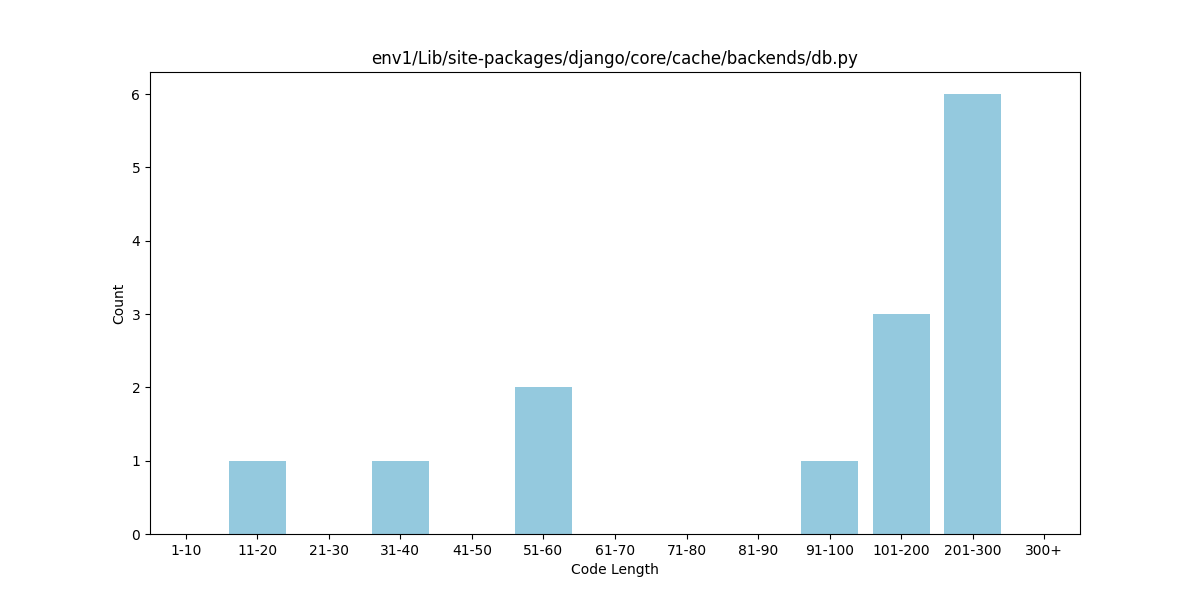 env1/Lib/site-packages/django/core/cache/backends/db.py
6
5
4
3
2
1
0
Count
1-10 11-20 21-30 31-40 41-50 51-60 61-70 71-80 81-90 91-100 101-200 201-300 300+
Code Length